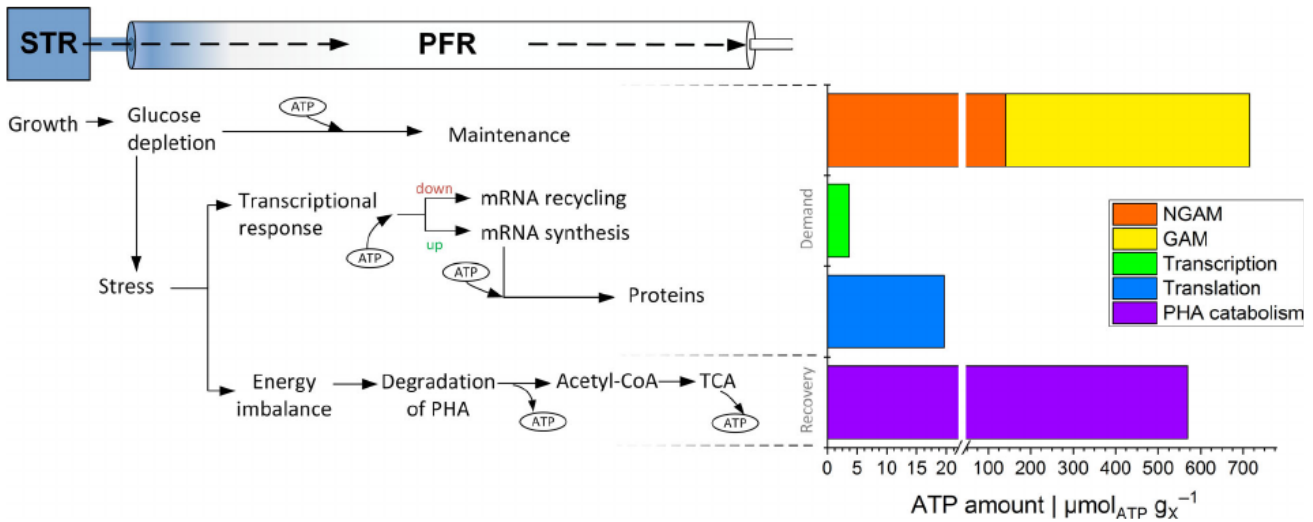 STR
PFR
Growth
Glucose
depletion
ATP
Maintenance
Transcriptional
response
ATP
down
mRNA recycling
up
mRNA synthesis
ATP
Proteins
Stress
Energy
imbalance
Degradation
of PHA
ATP
Acetyl-CoA
TCA
ATP
Demand
Recovery
NGAM
GAM
Transcription
Translation
PHA catabolism
0 5 10 15 20 100 200 300 400 500 600 700
ATP amount | µmol_ATP g_X⁻¹